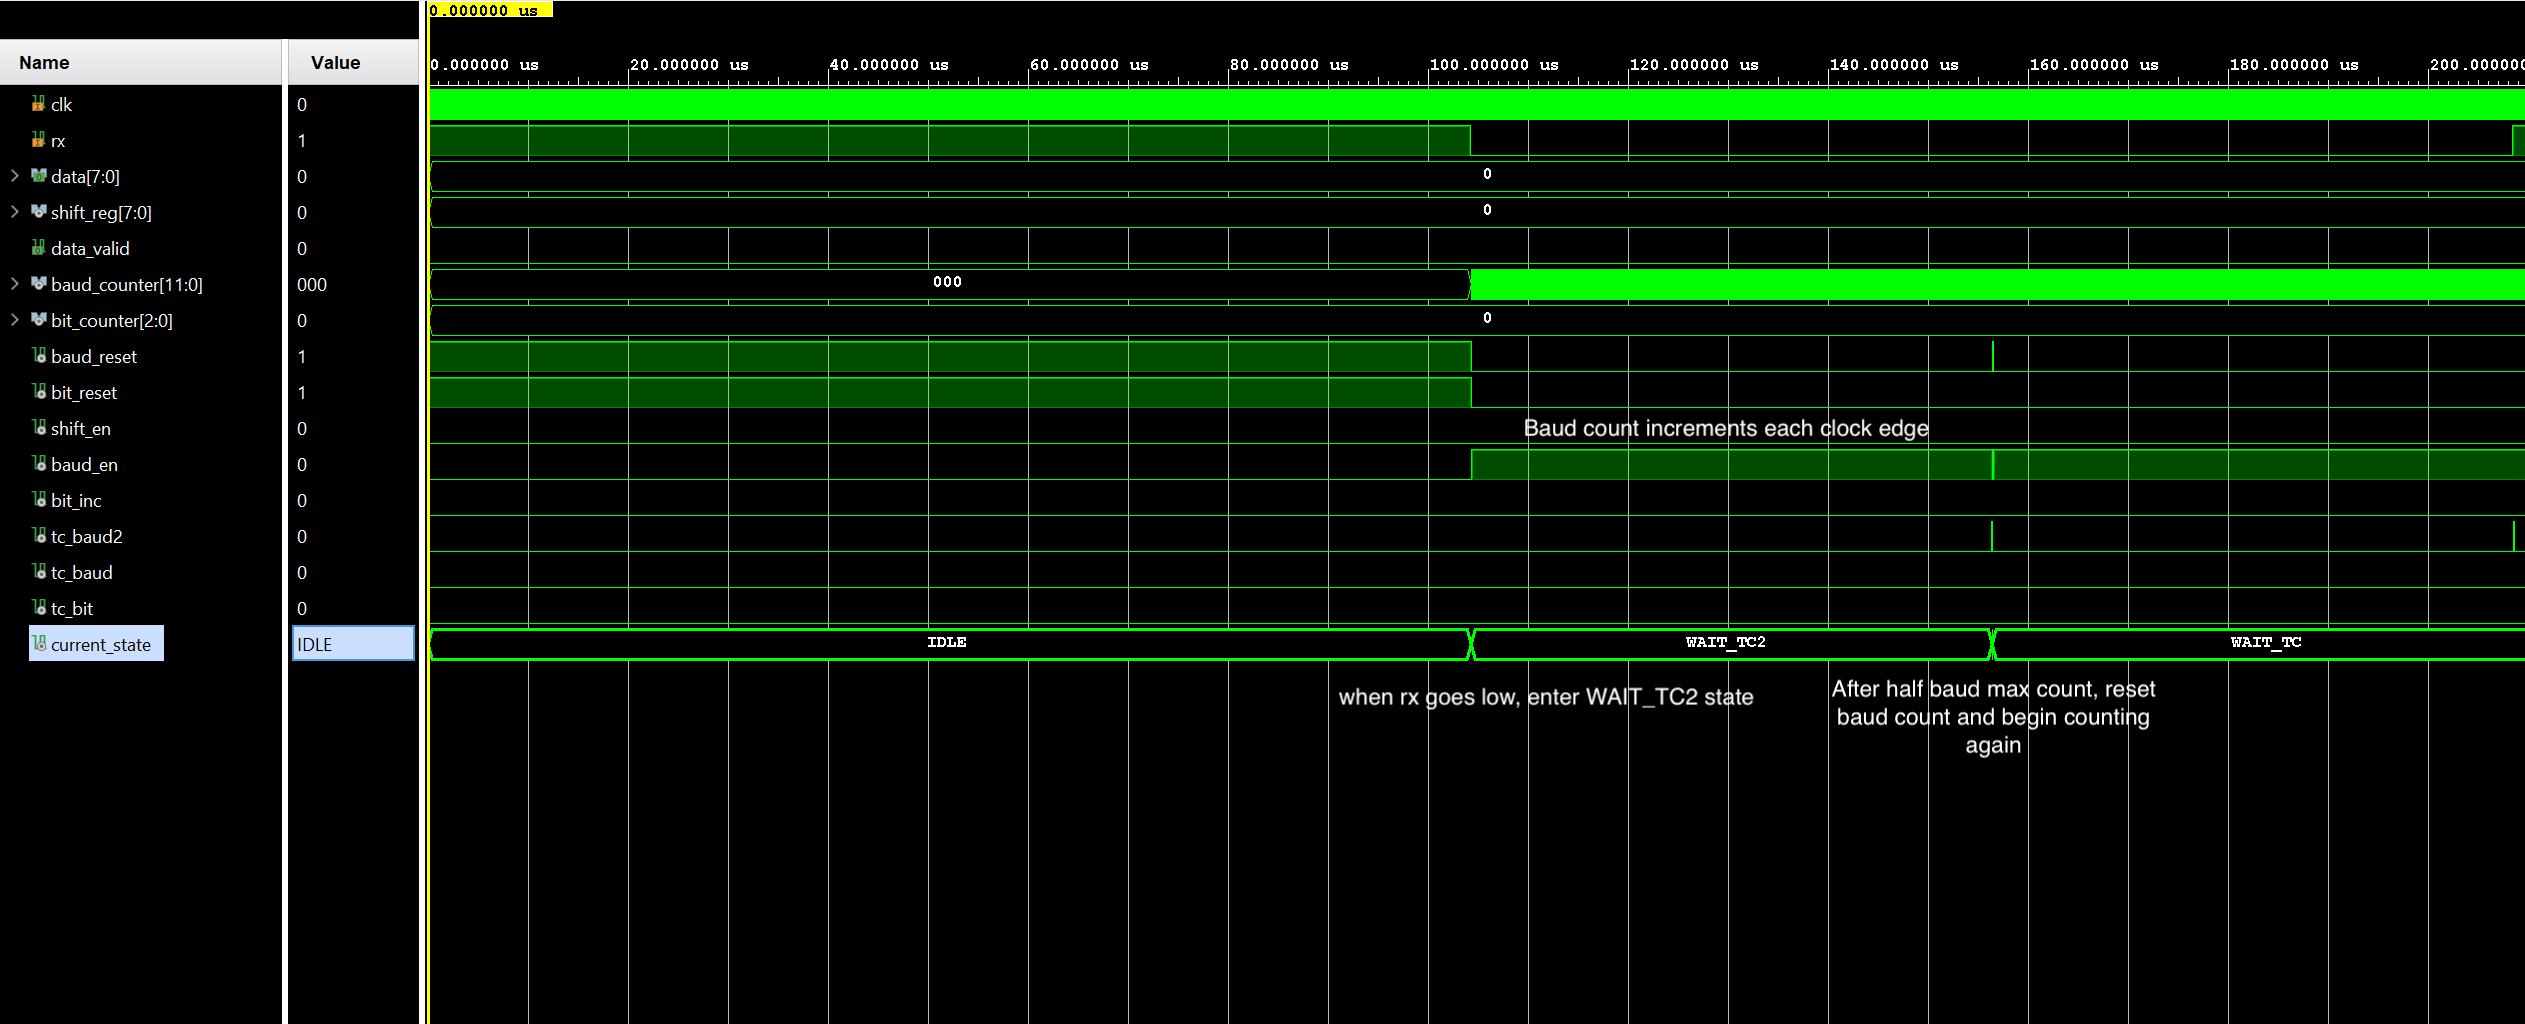 0.000000 us
Name Value
0.000000 us 20.000000 us 40.000000 us 60.000000 us 80.000000 us 100.000000 us 120.000000 us 140.000000 us 160.000000 us 180.000000 us 200.000000
clk 0
rx 1
data[7:0] 0 0
shift_reg[7:0] 0 0
data_valid 0
baud_counter[11:0] 000 000
bit_counter[2:0] 0 0
baud_reset 1
bit_reset 1
shift_en 0
Baud count increments each clock edge
baud_en 0
bit_inc 0
tc_baud2 0
tc_baud 0
tc_bit 0
current_state IDLE IDLE WAIT_TC2 WAIT_TC
when rx goes low, enter WAIT_TC2 state
After half baud max count, reset
baud count and begin counting
again